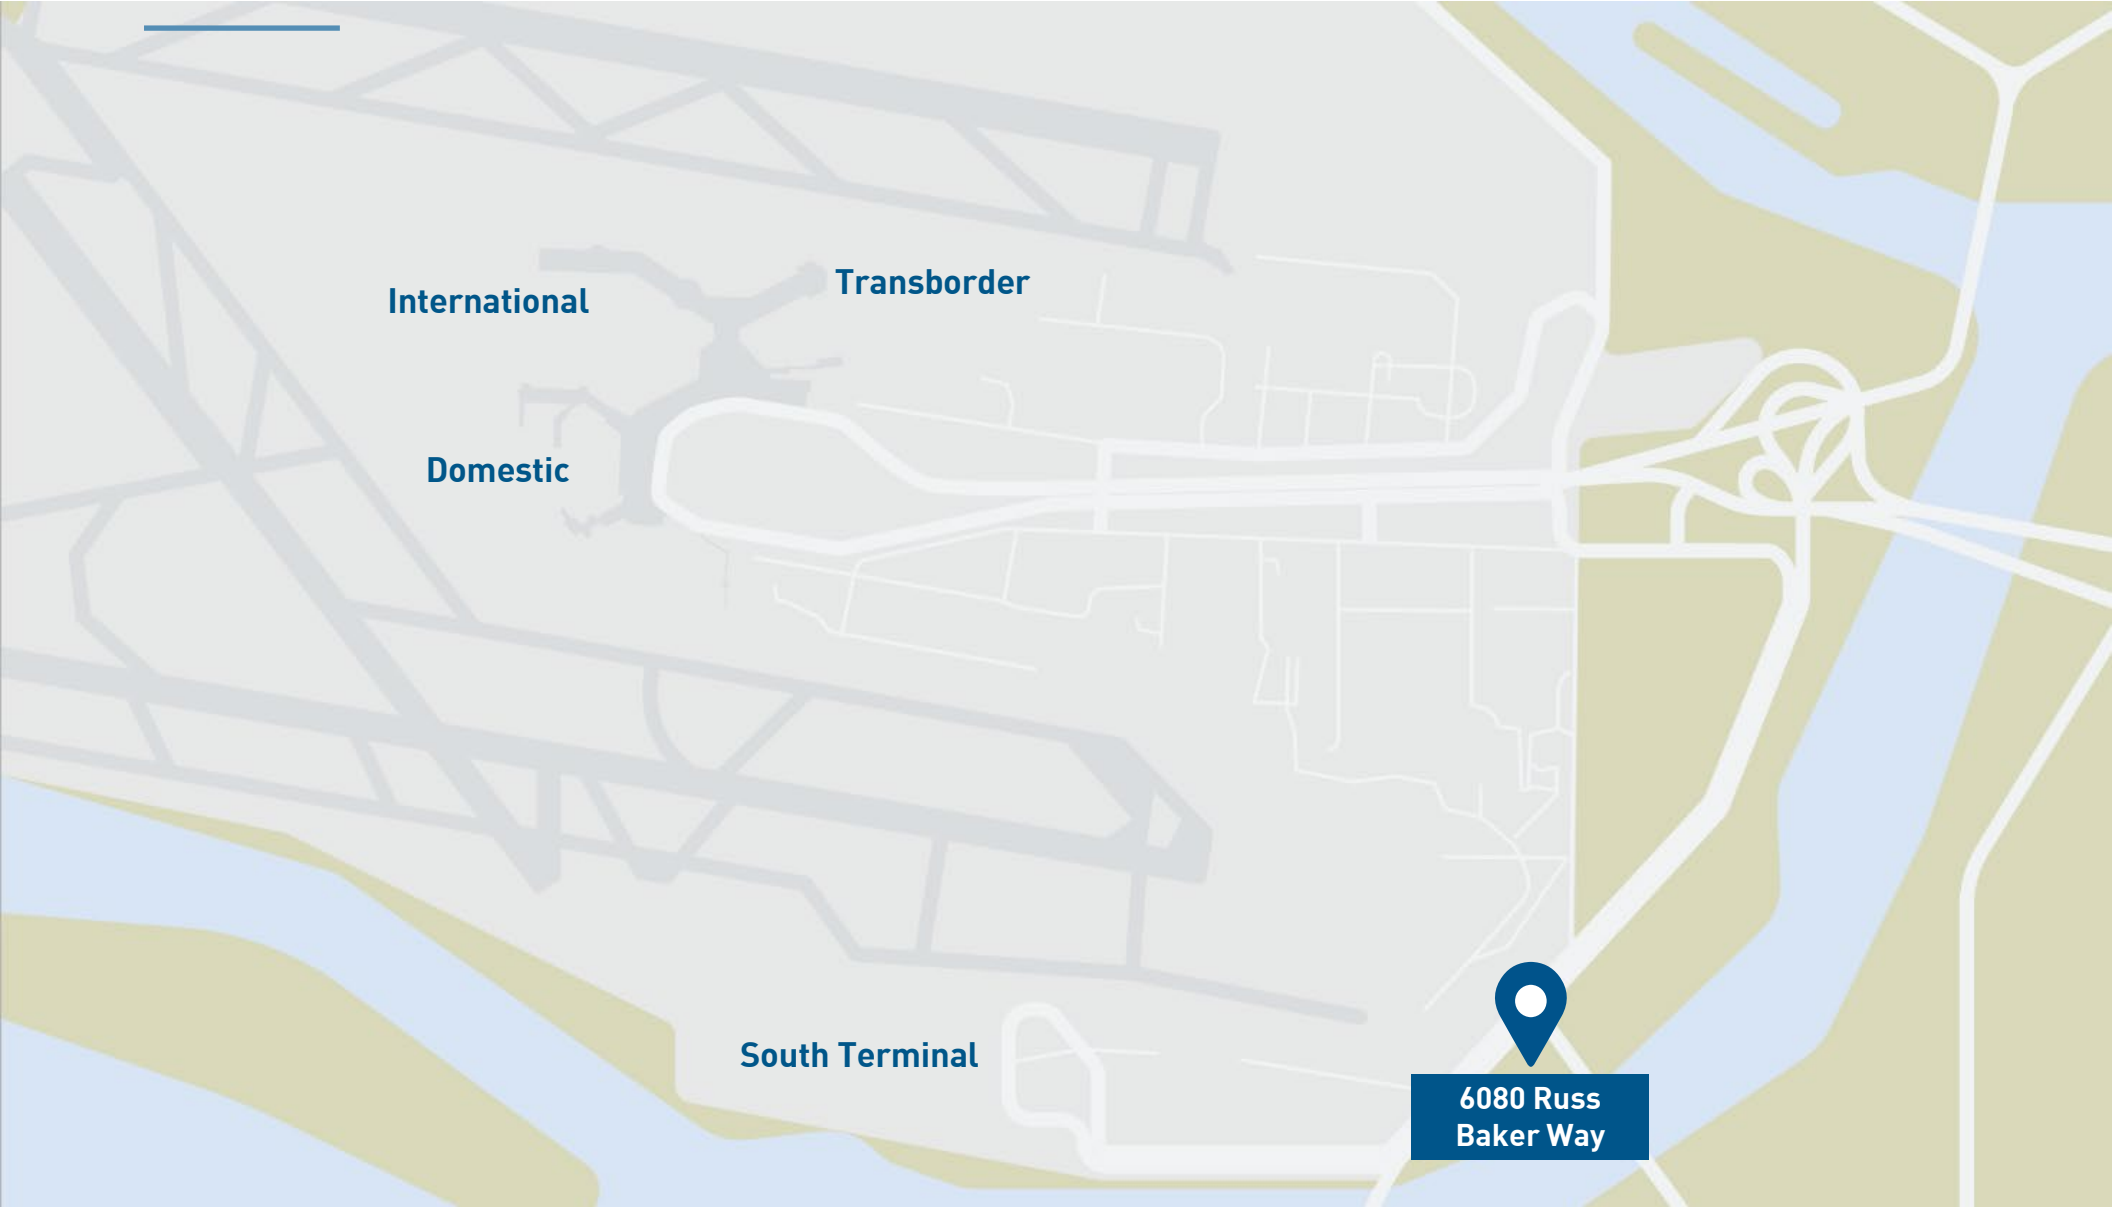 Transborder
International
Domestic
South Terminal
6080 Russ
Baker Way